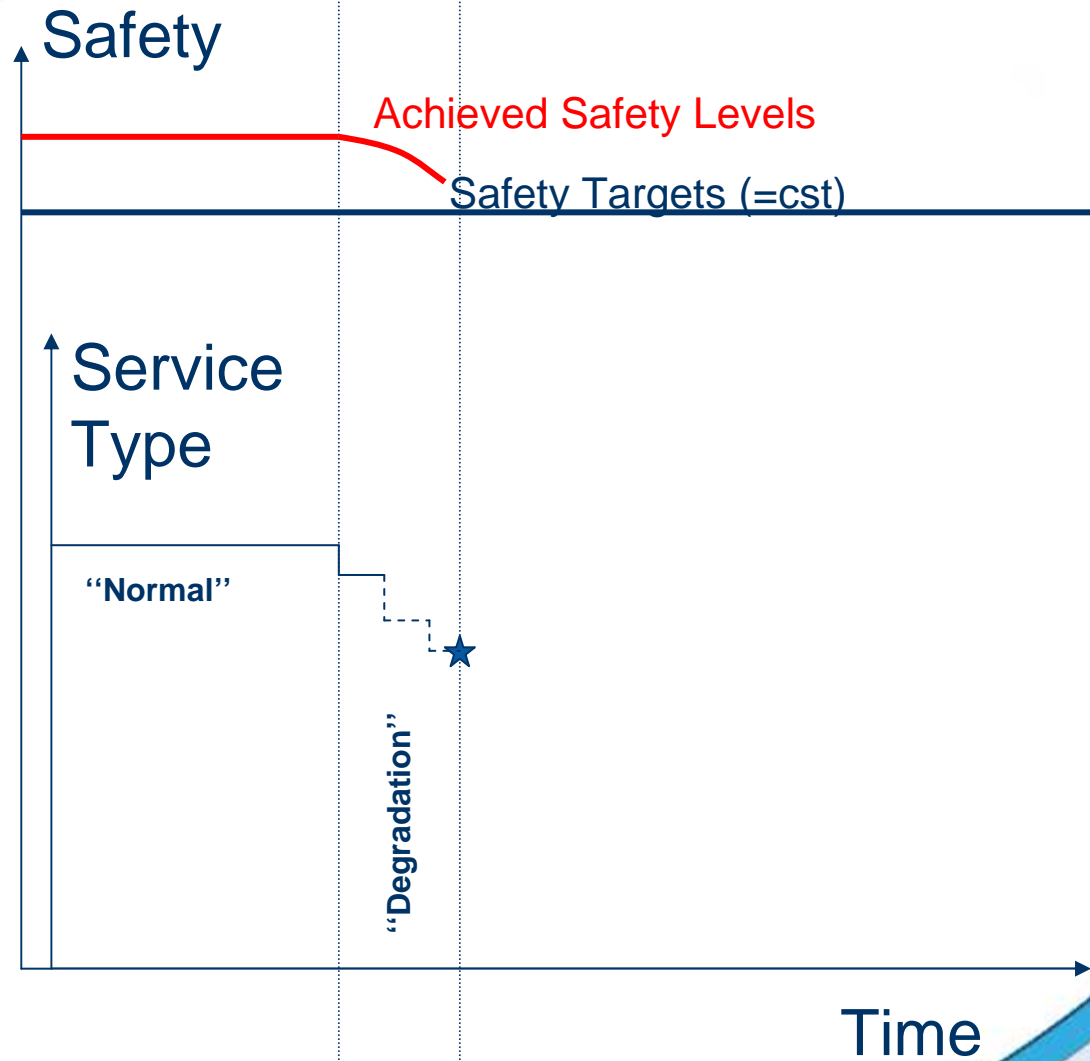 Safety
Achieved Safety Levels
Safety Targets (=cst)
Service
Type
‘‘Normal’’
‘‘Degradation’’
Time